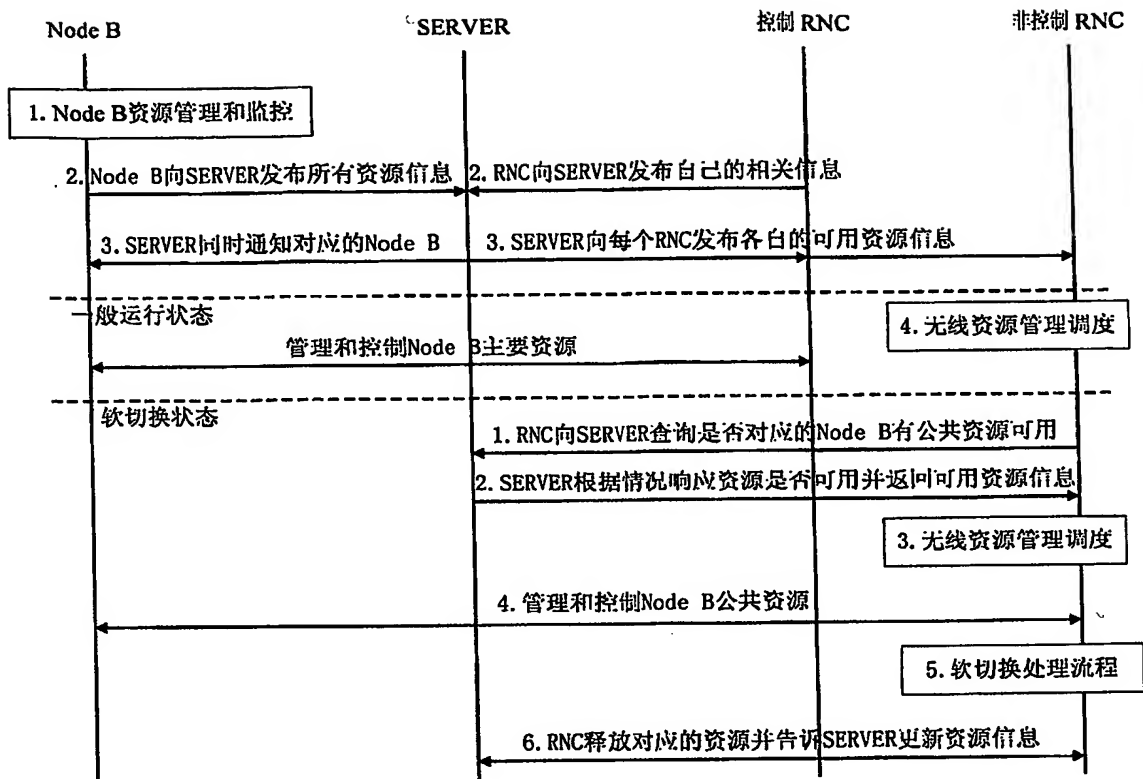 Node B SERVER 控制 RNC 非控制 RNC
1. Node B资源管理和监控
2. Node B向SERVER发布所有资源信息 2. RNC向SERVER发布自己的相关信息
3. SERVER同时通知对应的Node B 3. SERVER向每个RNC发布各自的可用资源信息
一般运行状态
4. 无线资源管理调度
管理和控制Node B主要资源
软切换状态
1. RNC向SERVER查询是否对应的Node B有公共资源可用
2. SERVER根据情况响应资源是否可用并返回可用资源信息
3. 无线资源管理调度
4. 管理和控制Node B公共资源
5. 软切换处理流程
6. RNC释放对应的资源并告诉SERVER更新资源信息